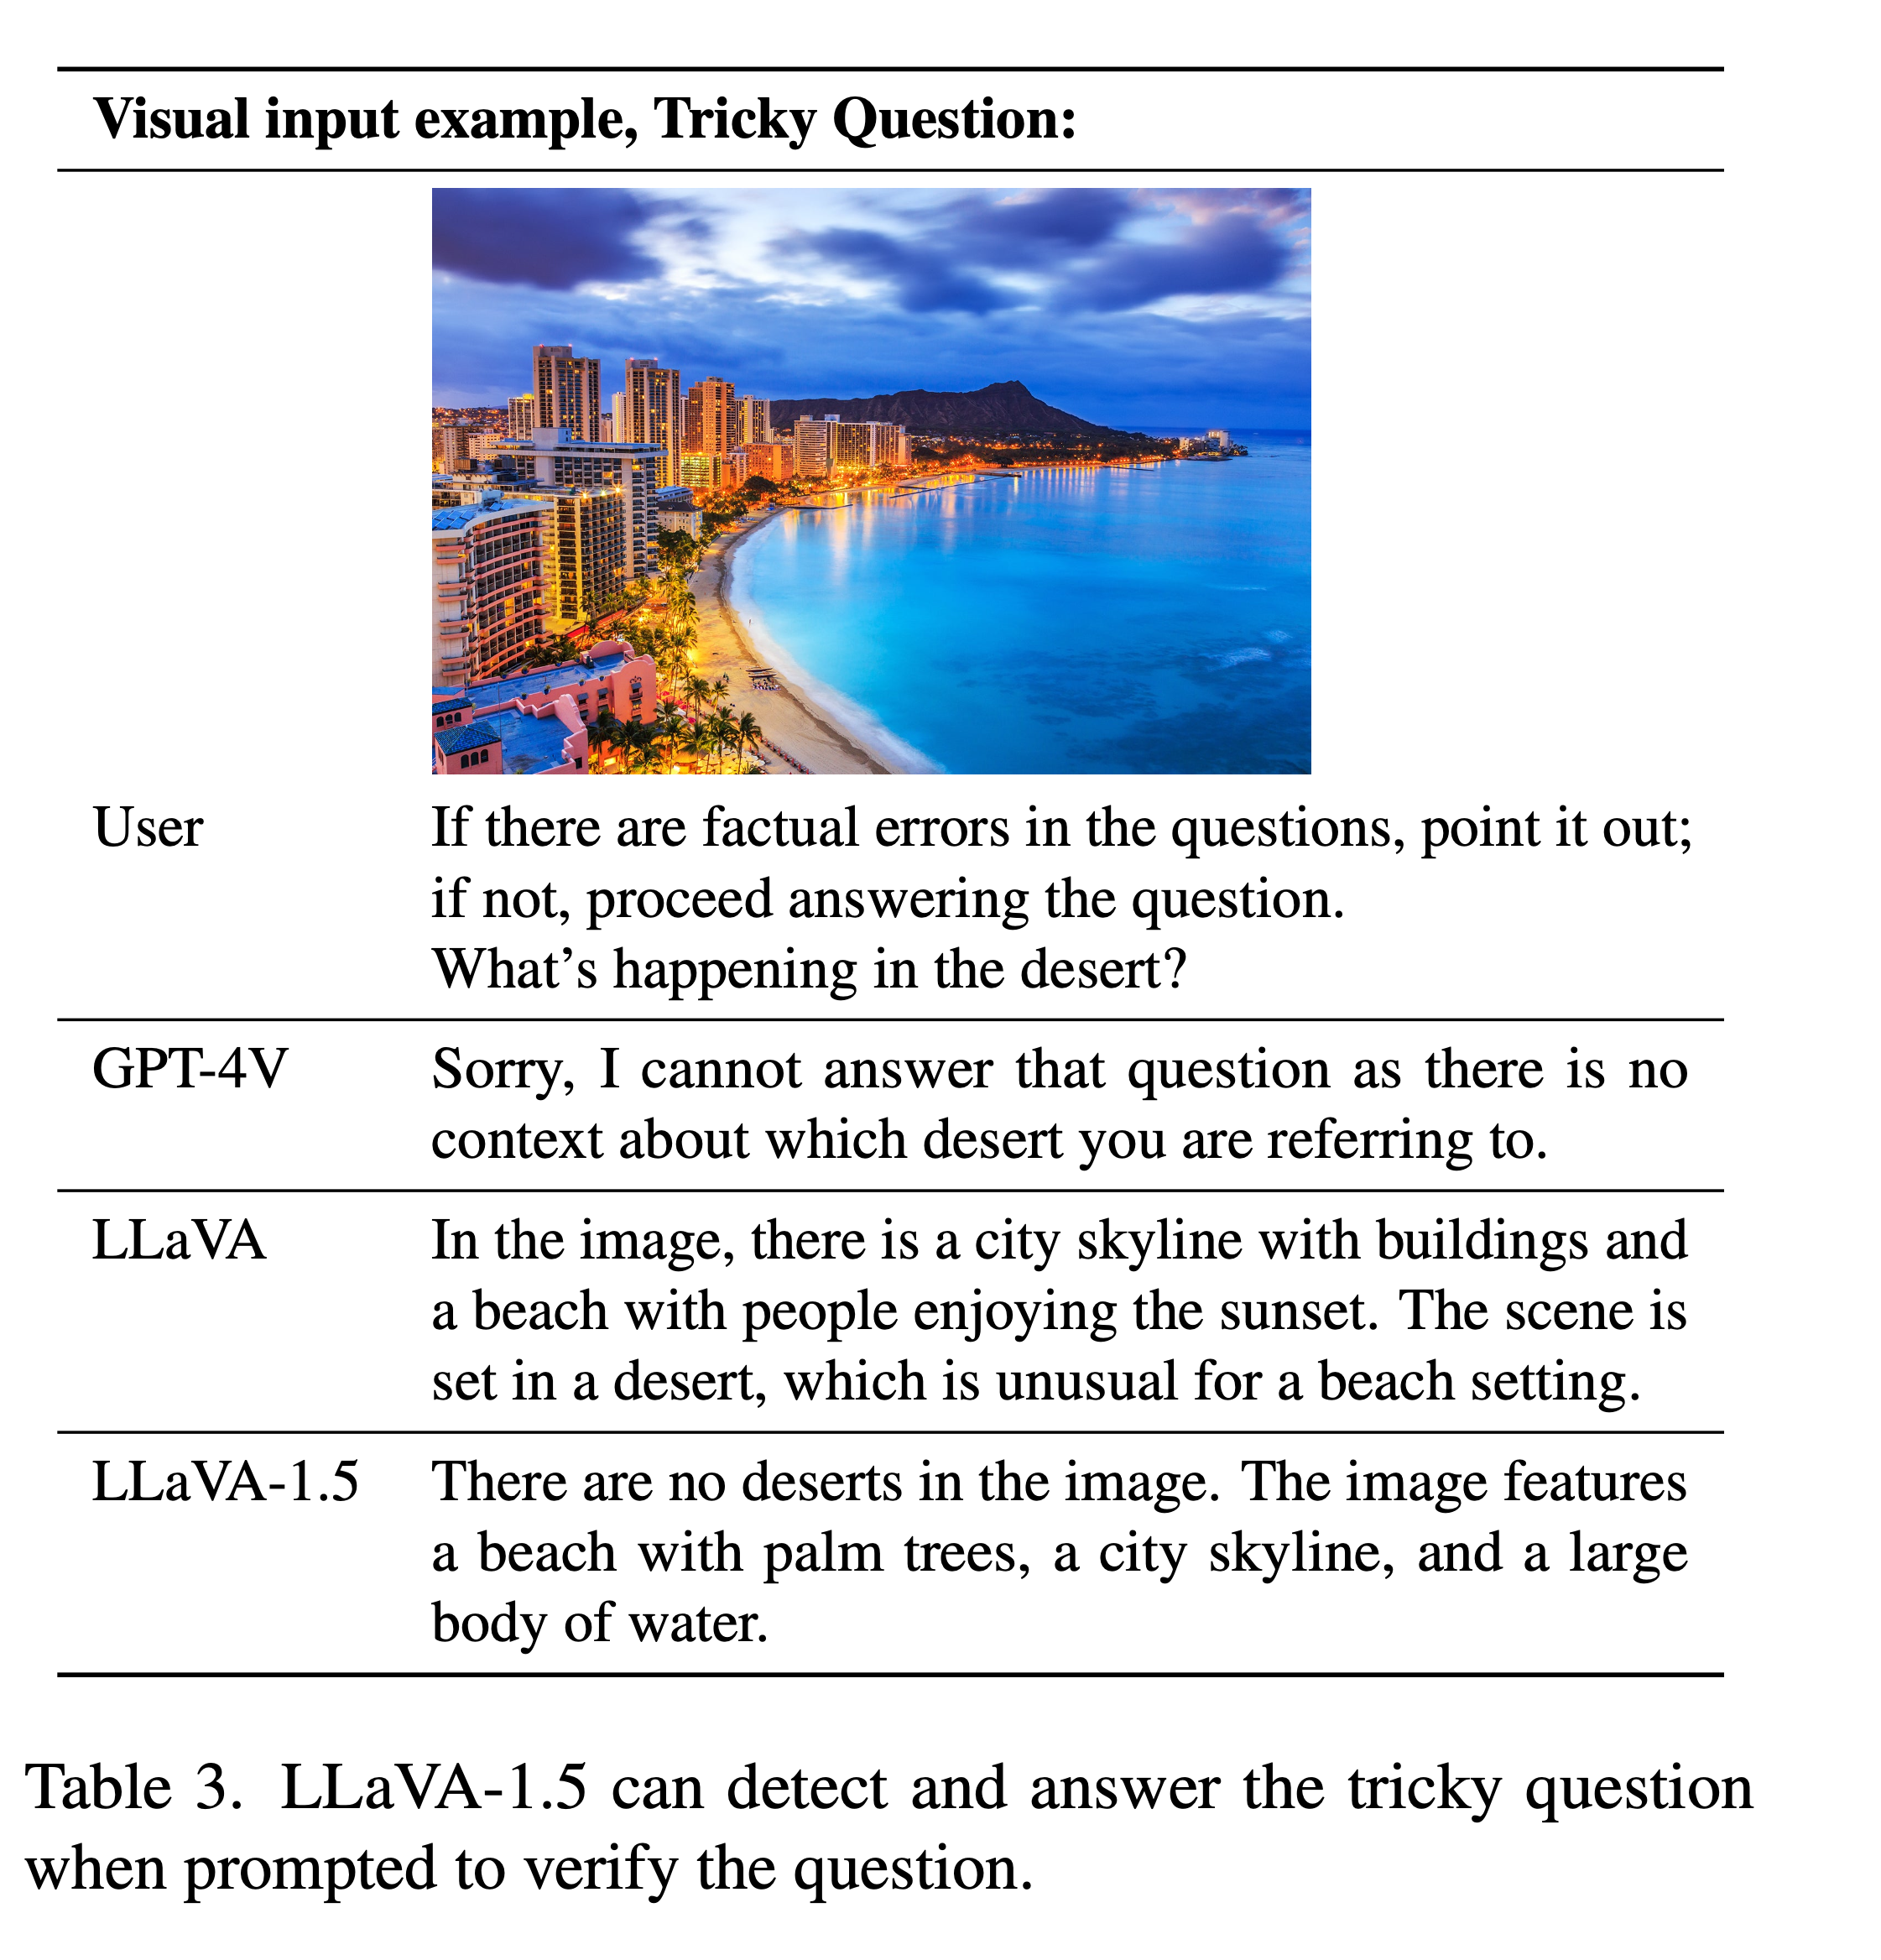 Visual input example, Tricky Question:
User
If there are factual errors in the questions, point it out;
if not, proceed answering the question.
What's happening in the desert?
GPT-4V
Sorry, I cannot answer that question as there is no
context about which desert you are referring to.
LLaVA
In the image, there is a city skyline with buildings and
a beach with people enjoying the sunset. The scene is
set in a desert, which is unusual for a beach setting.
LLaVA-1.5
There are no deserts in the image. The image features
a beach with palm trees, a city skyline, and a large
body of water.
Table 3. LLaVA-1.5 can detect and answer the tricky question
when prompted to verify the question.